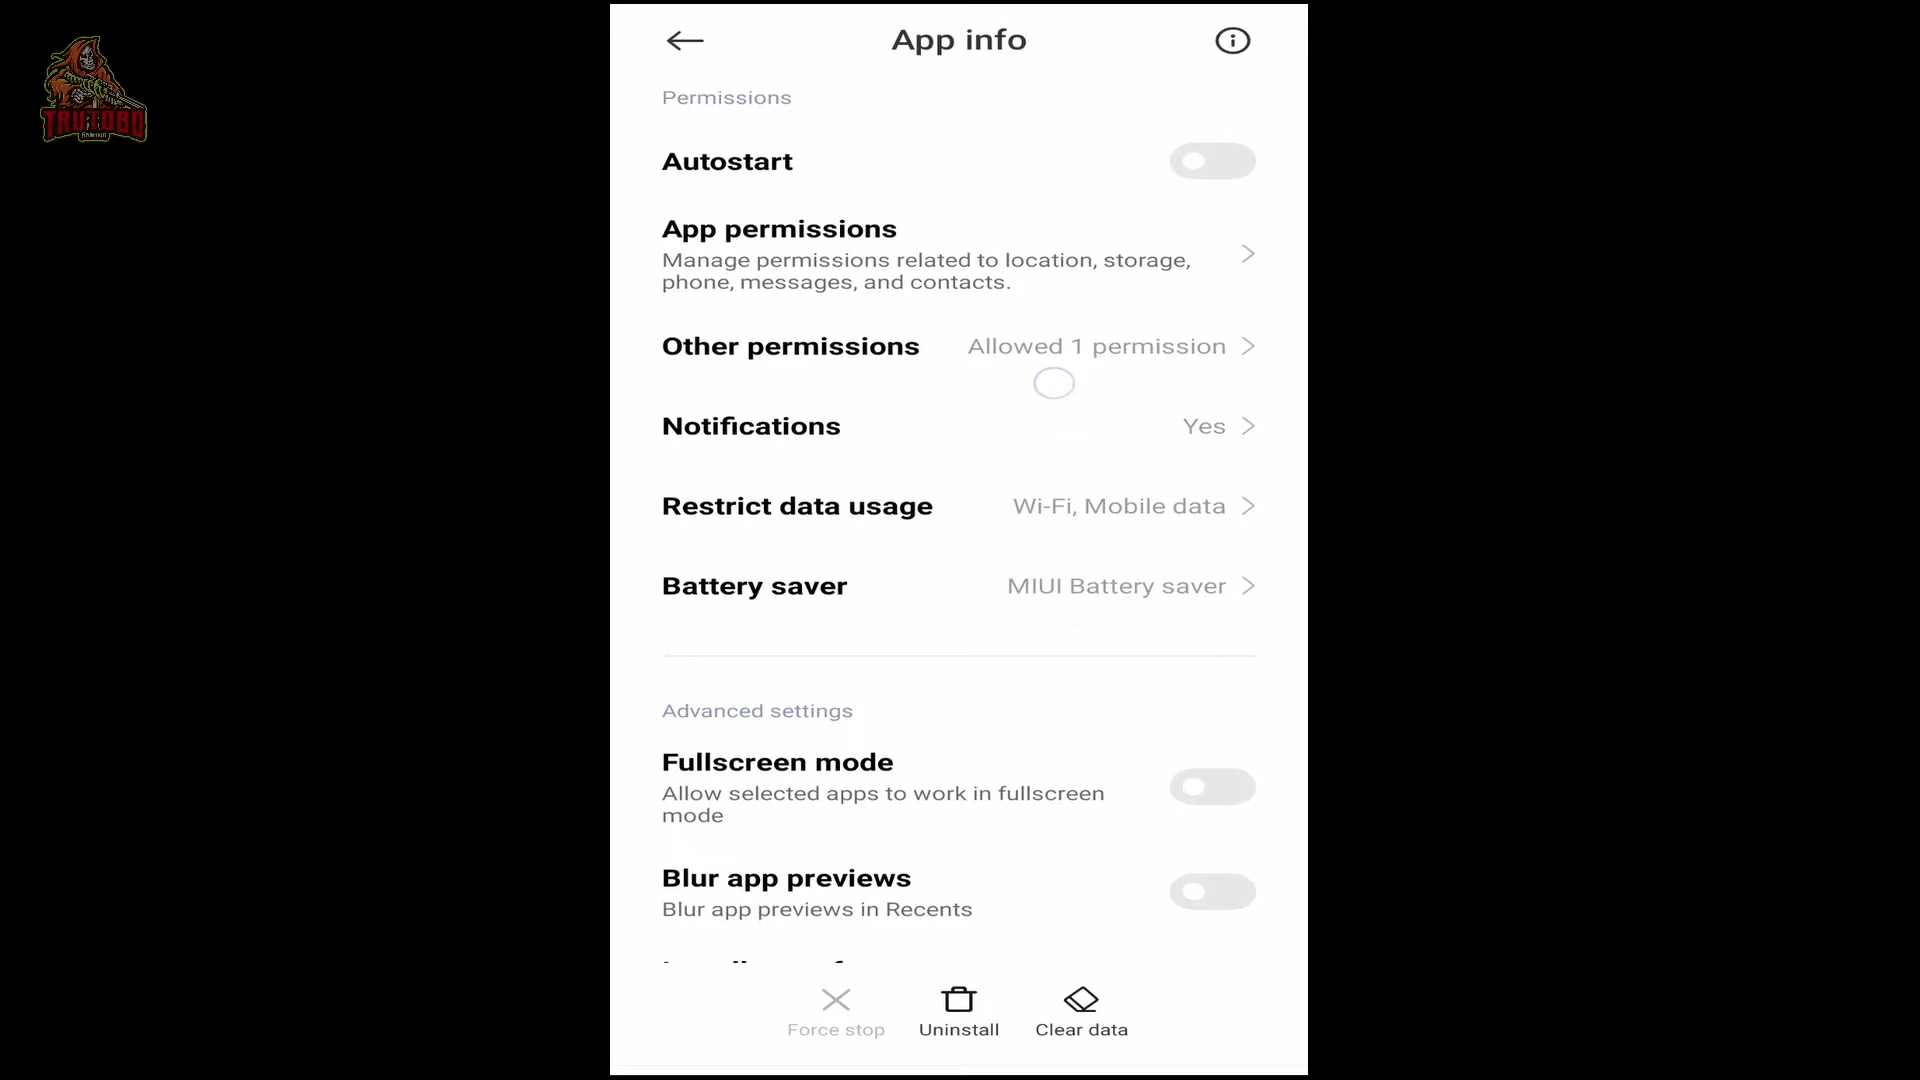 TRUTOBO
GAMING
App info
Permissions
Autostart
App permissions
Manage permissions related to location, storage,
phone, messages, and contacts.
Other permissions Allowed 1 permission
Notifications Yes
Restrict data usage Wi-Fi, Mobile data
Battery saver MIUI Battery saver
Advanced settings
Fullscreen mode
Allow selected apps to work in fullscreen
mode
Blur app previews
Blur app previews in Recents
Force stop Uninstall Clear data